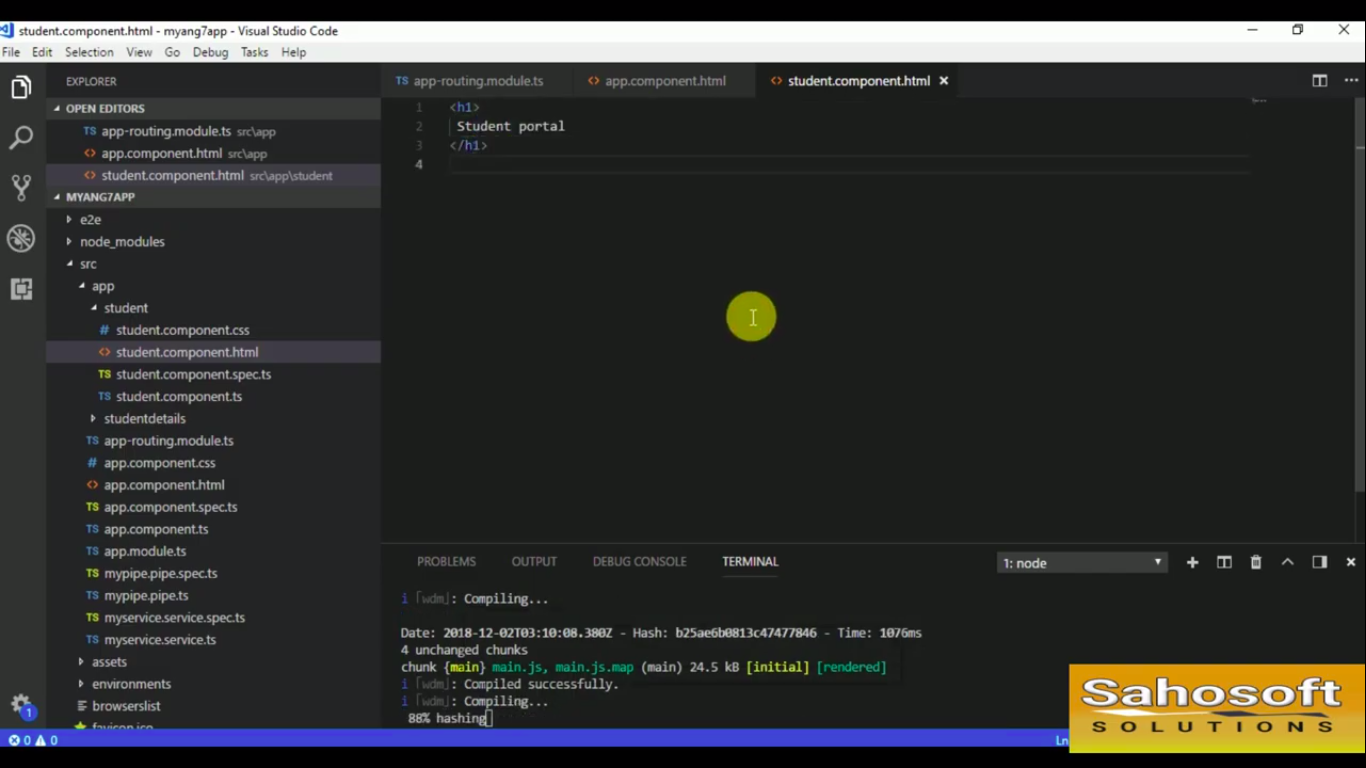 student.component.html - myang7app - Visual Studio Code
File Edit Selection View Go Debug Tasks Help
EXPLORER
OPEN EDITORS
TS app-routing.module.ts src\app
<> app.component.html src\app
<> student.component.html src\app\student
MYANG7APP
e2e
node_modules
src
app
student
# student.component.css
<> student.component.html
TS student.component.spec.ts
TS student.component.ts
studentdetails
TS app-routing.module.ts
# app.component.css
<> app.component.html
TS app.component.spec.ts
TS app.component.ts
TS app.module.ts
TS mypipe.pipe.spec.ts
TS mypipe.pipe.ts
TS myservice.service.spec.ts
TS myservice.service.ts
assets
environments
browserslist
favicon.ico
TS app-routing.module.ts <> app.component.html <> student.component.html
1 <h1>
2 Student portal
3 </h1>
4
PROBLEMS OUTPUT DEBUG CONSOLE TERMINAL 1: node
i ｢wdm｣: Compiling...
Date: 2018-12-02T03:10:08.380Z - Hash: b25ae6b0813c47477846 - Time: 1076ms
4 unchanged chunks
chunk {main} main.js, main.js.map (main) 24.5 kB [initial] [rendered]
i ｢wdm｣: Compiled successfully.
i ｢wdm｣: Compiling...
88% hashing
1
0 0 Ln
Sahosoft
SOLUTIONS